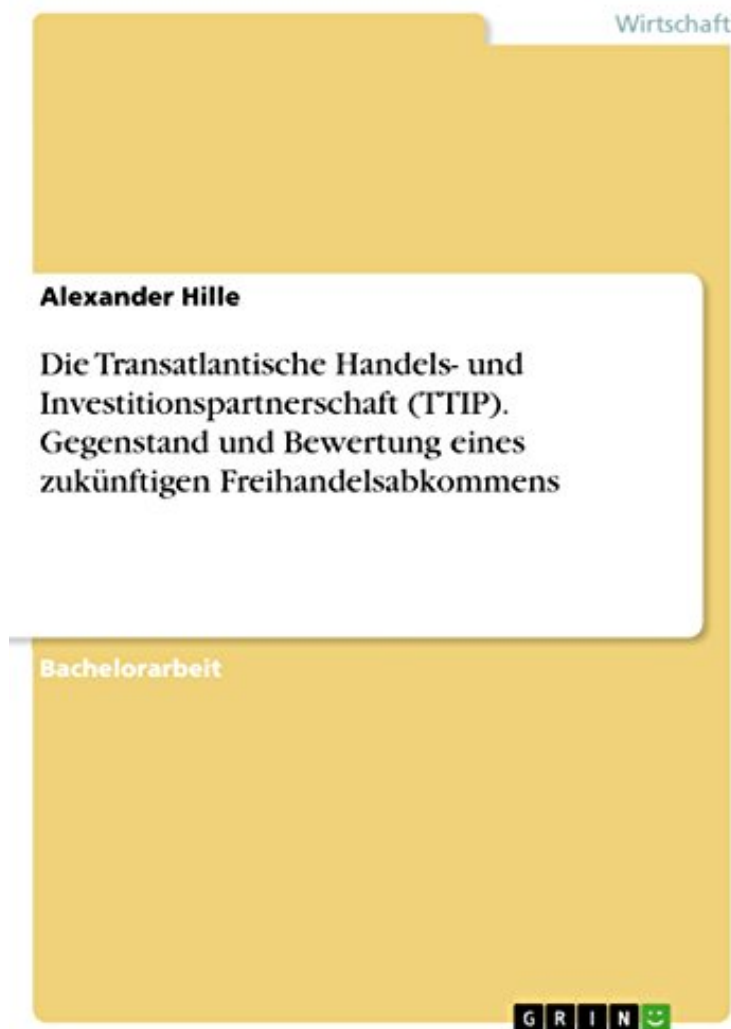 Wirtschaft
Alexander Hille
Die Transatlantische Handels- und
Investitionspartnerschaft (TTIP).
Gegenstand und Bewertung eines
zukünftigen Freihandelsabkommens
Bachelorarbeit
GRIN